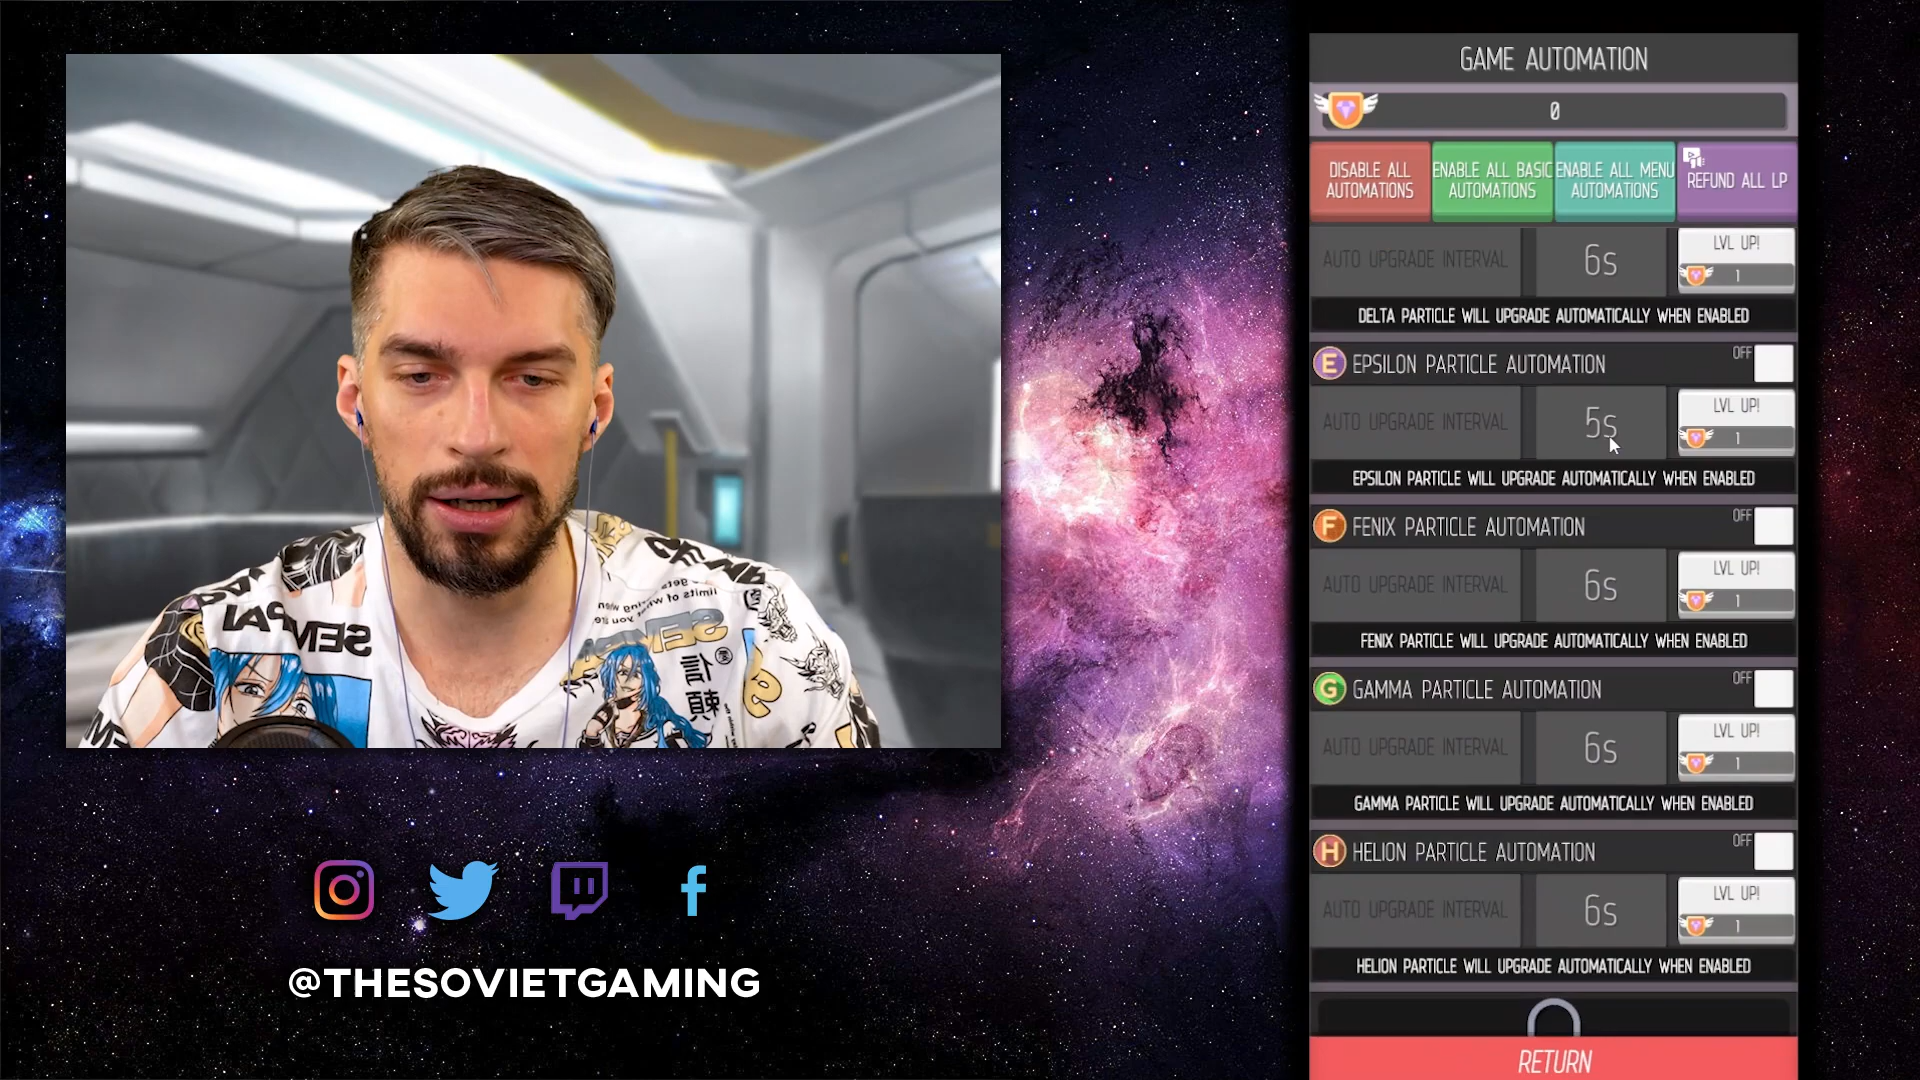 GAME AUTOMATION
0
DISABLE ALL
AUTOMATIONS
ENABLE ALL BASIC
AUTOMATIONS
ENABLE ALL MENU
AUTOMATIONS
REFUND ALL LP
AUTO UPGRADE INTERVAL
6s
LVL UP!
1
DELTA PARTICLE WILL UPGRADE AUTOMATICALLY WHEN ENABLED
E
EPSILON PARTICLE AUTOMATION
OFF
AUTO UPGRADE INTERVAL
5s
LVL UP!
1
EPSILON PARTICLE WILL UPGRADE AUTOMATICALLY WHEN ENABLED
F
FENIX PARTICLE AUTOMATION
OFF
AUTO UPGRADE INTERVAL
6s
LVL UP!
1
FENIX PARTICLE WILL UPGRADE AUTOMATICALLY WHEN ENABLED
G
GAMMA PARTICLE AUTOMATION
OFF
AUTO UPGRADE INTERVAL
6s
LVL UP!
1
GAMMA PARTICLE WILL UPGRADE AUTOMATICALLY WHEN ENABLED
H
HELION PARTICLE AUTOMATION
OFF
AUTO UPGRADE INTERVAL
6s
LVL UP!
1
HELION PARTICLE WILL UPGRADE AUTOMATICALLY WHEN ENABLED
RETURN
SENPAI
limits of
信頼
@THESOVIETGAMING